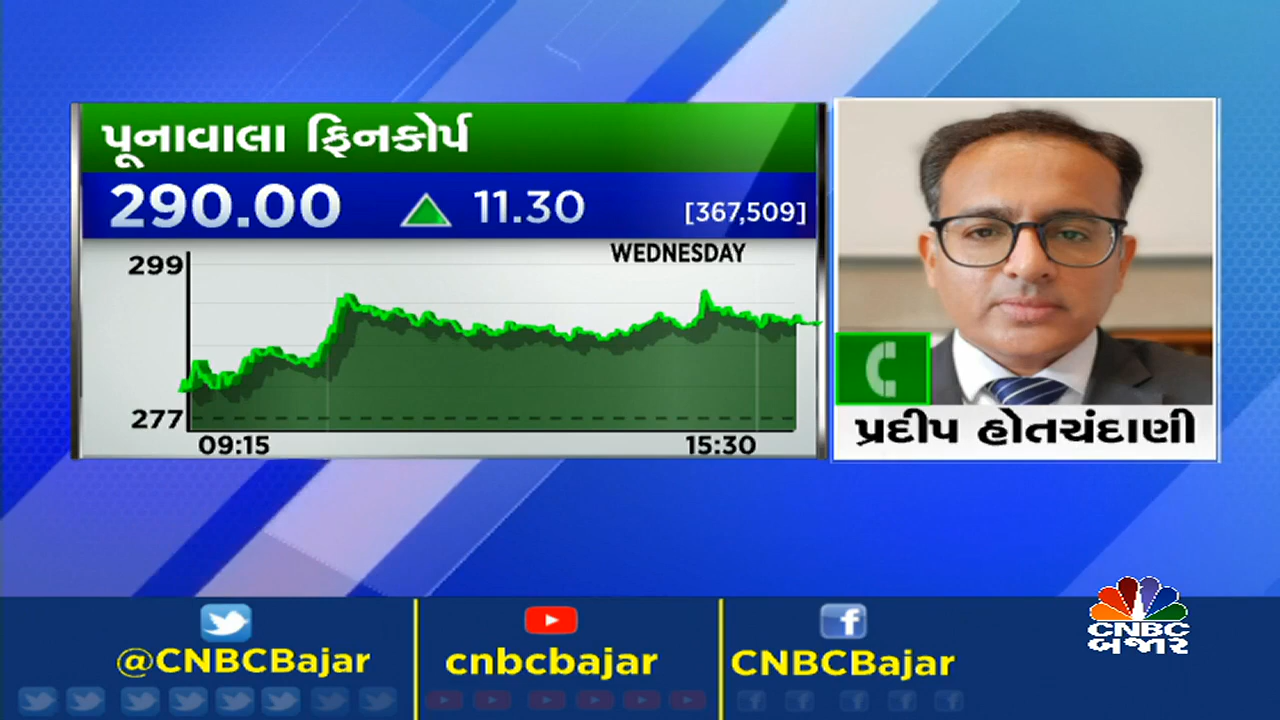 પૂનાવાલા ફિનકોર્પ
290.00 11.30 [367,509]
WEDNESDAY
299
277
09:15 15:30
પ્રદીપ હોતચંદાણી
@CNBCBajar
cnbcbajar
CNBCBajar
CNBC
બજાર